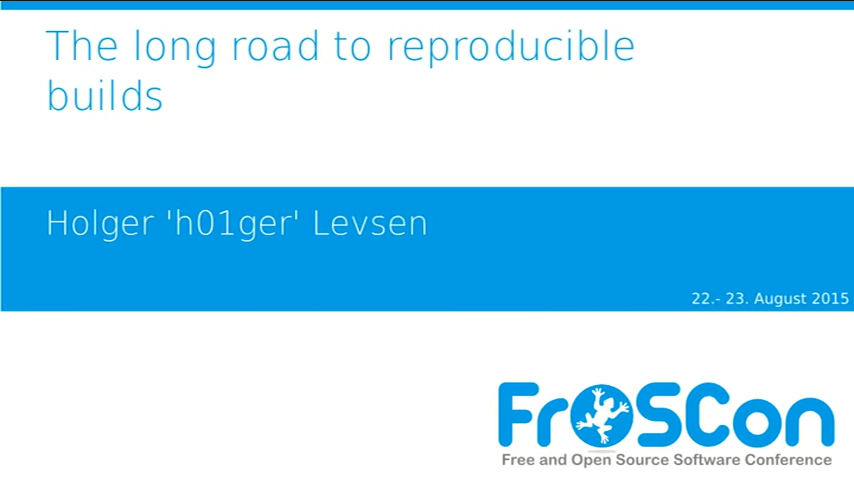 The long road to reproducible
builds
Holger 'h01ger' Levsen
22.- 23. August 2015
FrOSCon
Free and Open Source Software Conference